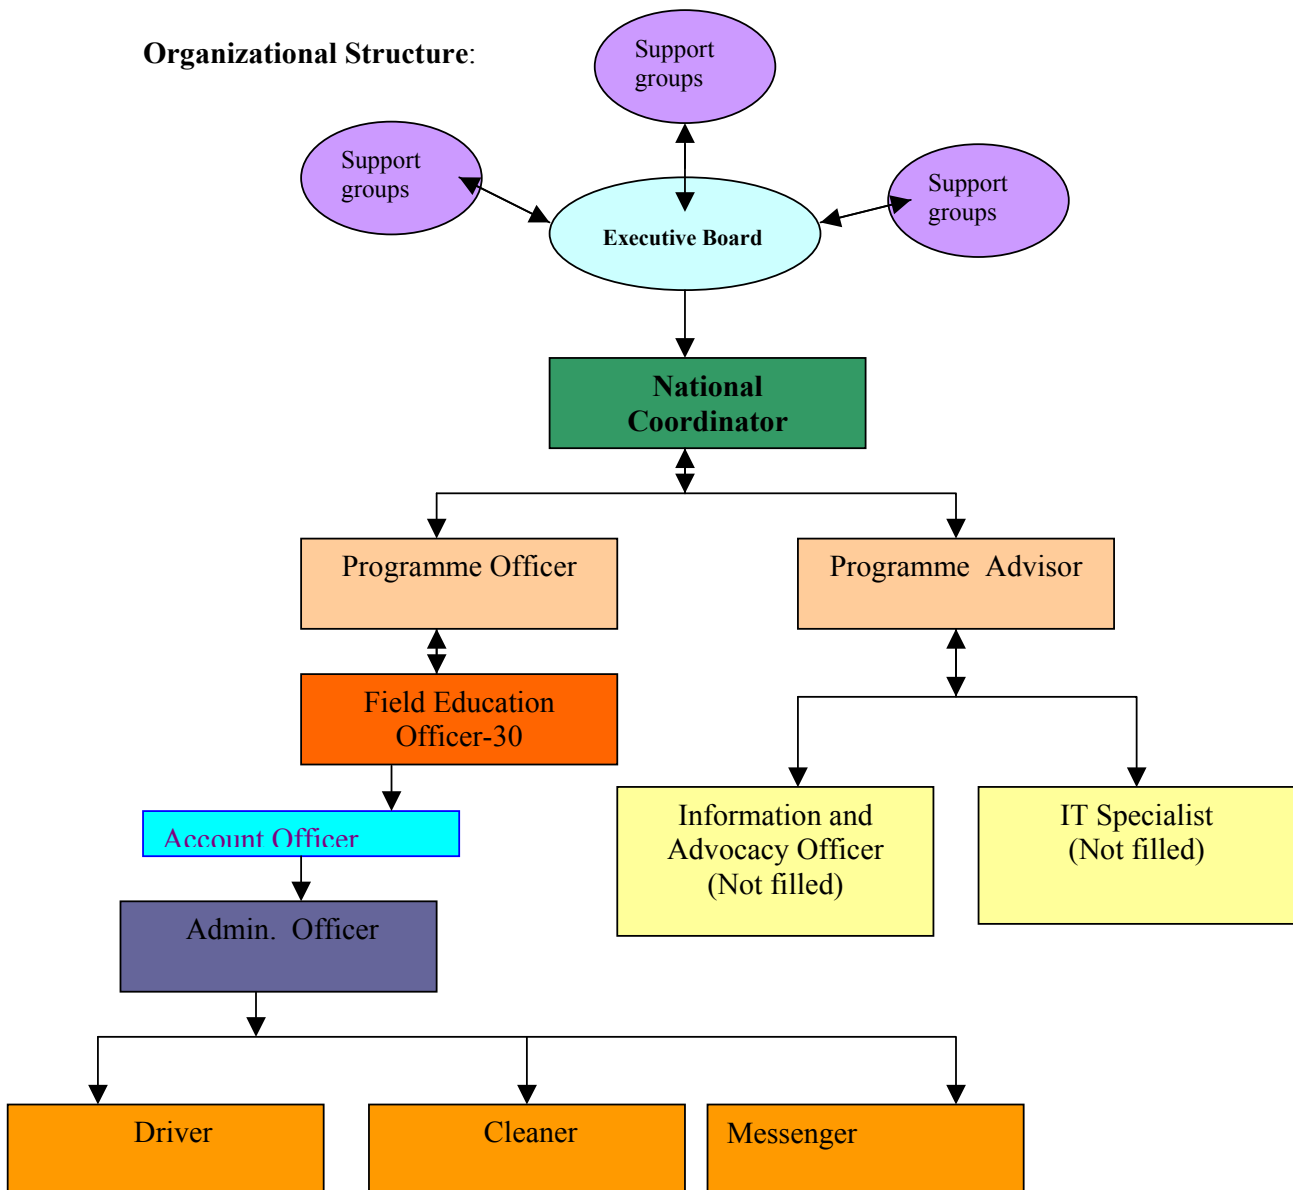 Organizational Structure:
Support
groups
Support
groups
Support
groups
Executive Board
National
Coordinator
Programme Officer
Programme Advisor
Field Education
Officer-30
Account Officer
Information and
Advocacy Officer
(Not filled)
IT Specialist
(Not filled)
Admin. Officer
Driver
Cleaner
Messenger